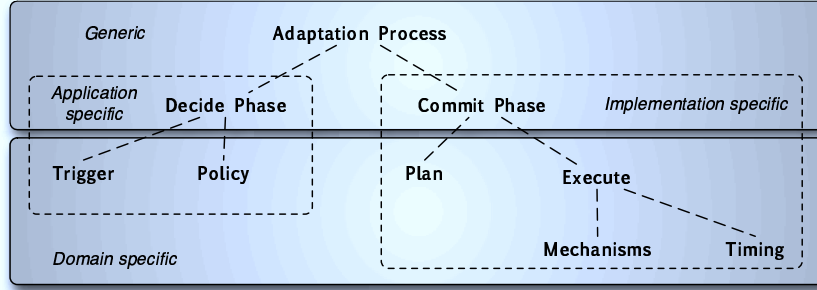 Generic
Adaptation Process
Application
specific
Decide Phase
Commit Phase
Implementation specific
Trigger
Policy
Plan
Execute
Mechanisms
Timing
Domain specific